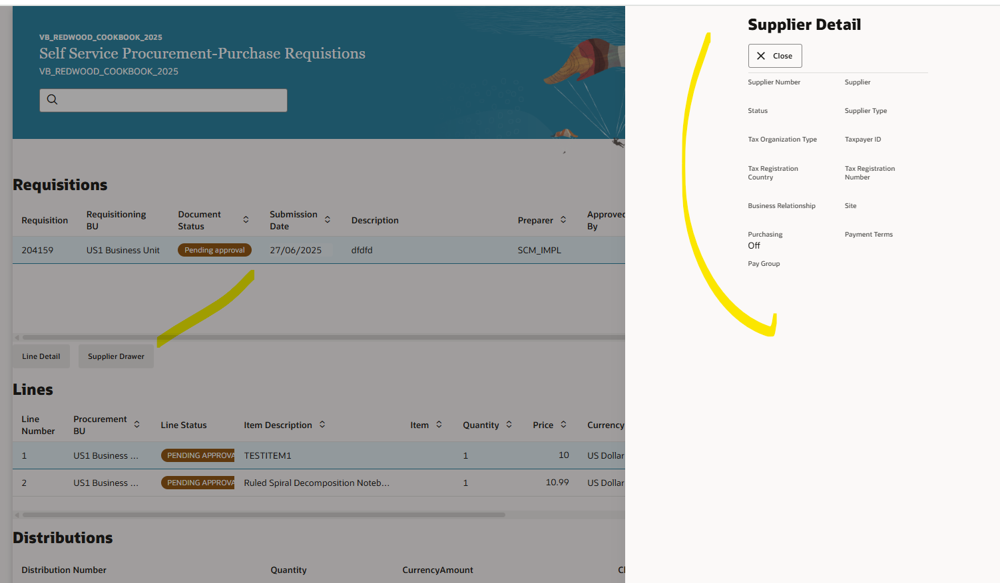 VB_REDWOOD_COOKBOOK_2025
Self Service Procurement-Purchase Requistions
VB_REDWOOD_COOKBOOK_2025
Requisitions
Requisition Requisitioning BU Document Status Submission Date Description Preparer Approved By
204159 US1 Business Unit Pending approval 27/06/2025 dfdfd SCM_IMPL
Line Detail Supplier Drawer
Lines
Line Number Procurement BU Line Status Item Description Item Quantity Price Currency
1 US1 Business ... PENDING APPROVA TESTITEM1 1 10 US Dollar
2 US1 Business ... PENDING APPROVA Ruled Spiral Decomposition Noteb... 1 10.99 US Dollar
Distributions
Distribution Number Quantity CurrencyAmount
Supplier Detail
Close
Supplier Number Supplier
Status Supplier Type
Tax Organization Type Taxpayer ID
Tax Registration Country Tax Registration Number
Business Relationship Site
Purchasing Payment Terms
Off
Pay Group